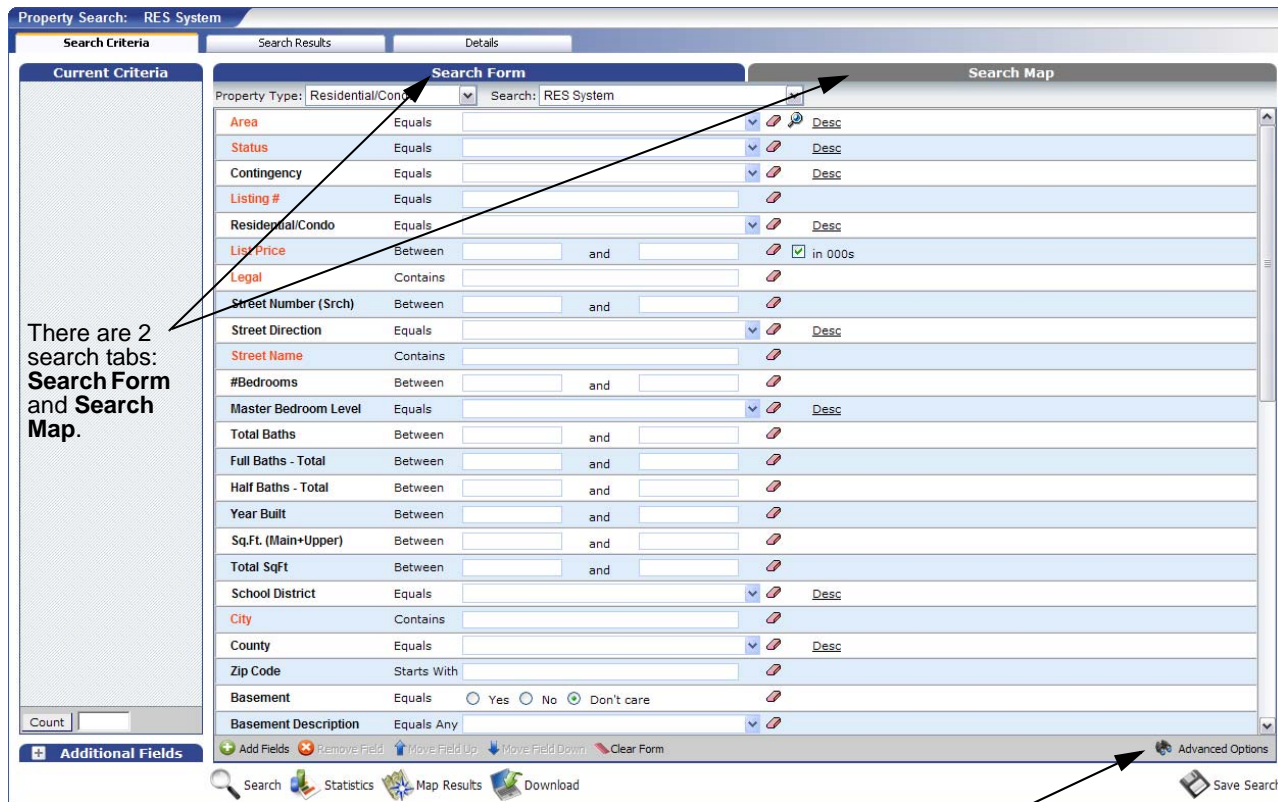 Property Search: RES System
Search Criteria Search Results Details
Current Criteria Search Form Search Map
Property Type: Residential/Condo Search: RES System
Area Equals Desc
Status Equals Desc
Contingency Equals Desc
Listing # Equals
Residential/Condo Equals Desc
List Price Between and in 000s
Legal Contains
Street Number (Srch) Between and
Street Direction Equals Desc
Street Name Contains
#Bedrooms Between and
Master Bedroom Level Equals Desc
Total Baths Between and
Full Baths - Total Between and
Half Baths - Total Between and
Year Built Between and
Sq.Ft. (Main+Upper) Between and
Total SqFt Between and
School District Equals Desc
City Contains
County Equals Desc
Zip Code Starts With
Basement Equals Yes No Don't care
Basement Description Equals Any
There are 2
search tabs:
Search Form
and Search
Map.
Count
Additional Fields
Add Fields Remove Field Move Field Up Move Field Down Clear Form Advanced Options
Search Statistics Map Results Download Save Search